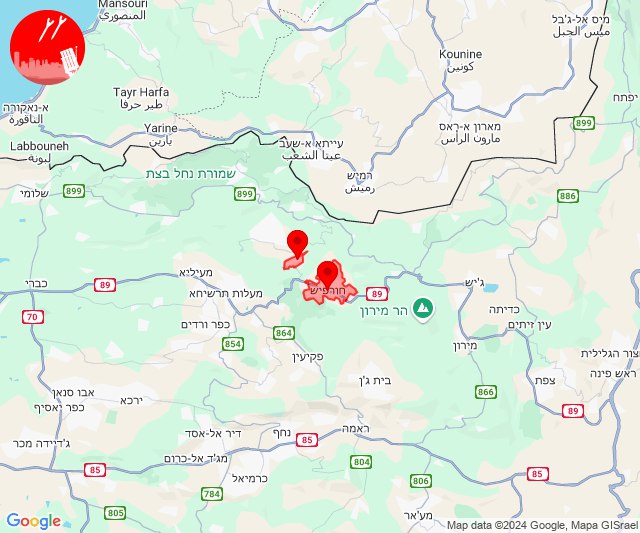 Mansouri
المنصوري
מיס אל-ג'בל
ميس الجبل
Kounine
كونين
Tayr Harfa
طير حرفا
יפתח
א-נאקורה
الناقورة
Yarine
يارين
מארון א-ראס
مارون الراس
899
Labbouneh
لبونة
עייתא א-שעב
عيتا الشعب
רמיש
رميش
שמורת נחל בצת
899
שלומי
899
886
כברי
89
מעיליא
מעלות תרשיחא
חורפיש
89
ג'יש
הר מירון
כדיתה
70
כפר ורדים
864
עין זיתים
854
מירון
חצור הגלילית
פקיעין
ראש פינה
בית ג'ן
צפת
866
אבו סנאן
ירכא
כפר יאסיף
89
ג'דיידה מכר
דיר אל-אסד
נחף
ראמה
85
מג'ד אל-כרום
85
804
85
כרמיאל
806
784
805
מע'אר
Google
Map data ©2024 Google, Mapa GISrael